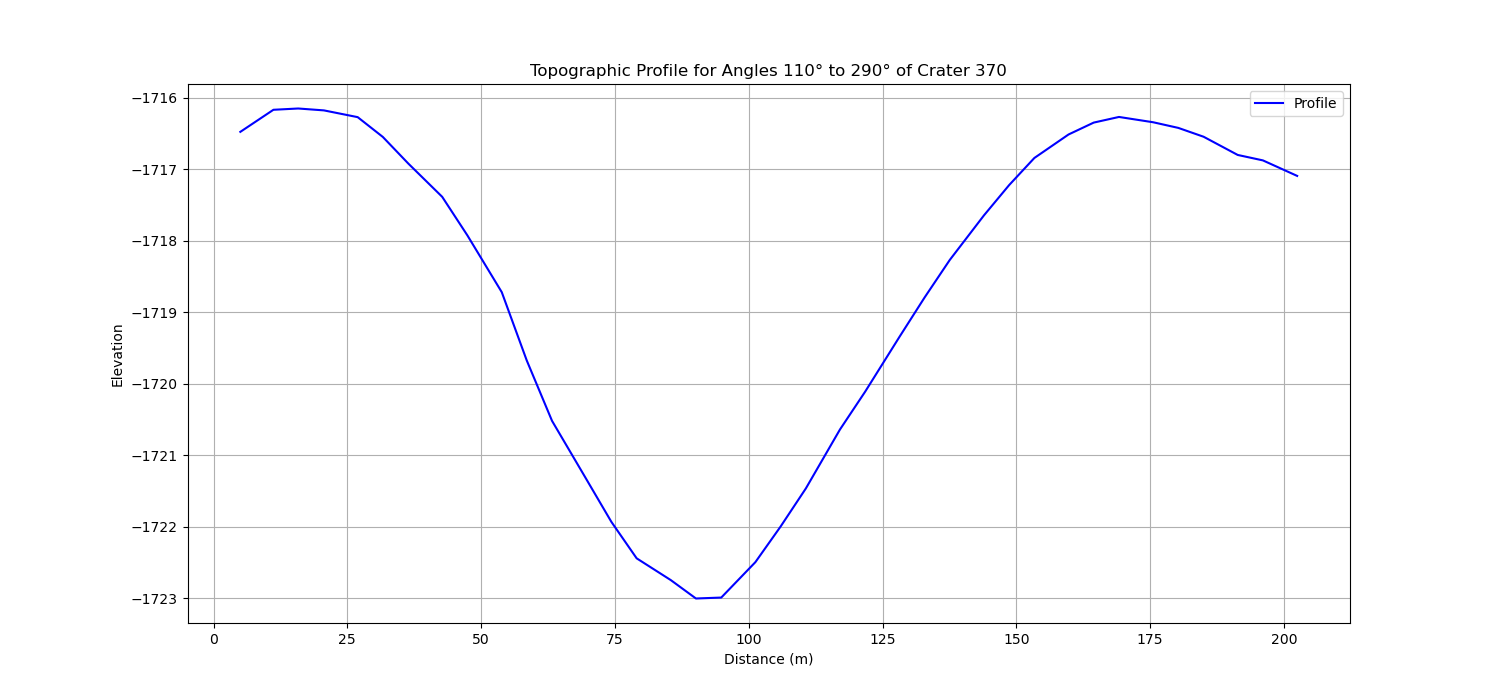 Topographic Profile for Angles 110° to 290° of Crater 370
Profile
−1716
−1717
−1718
−1719
−1720
−1721
−1722
−1723
Elevation
0 25 50 75 100 125 150 175 200
Distance (m)